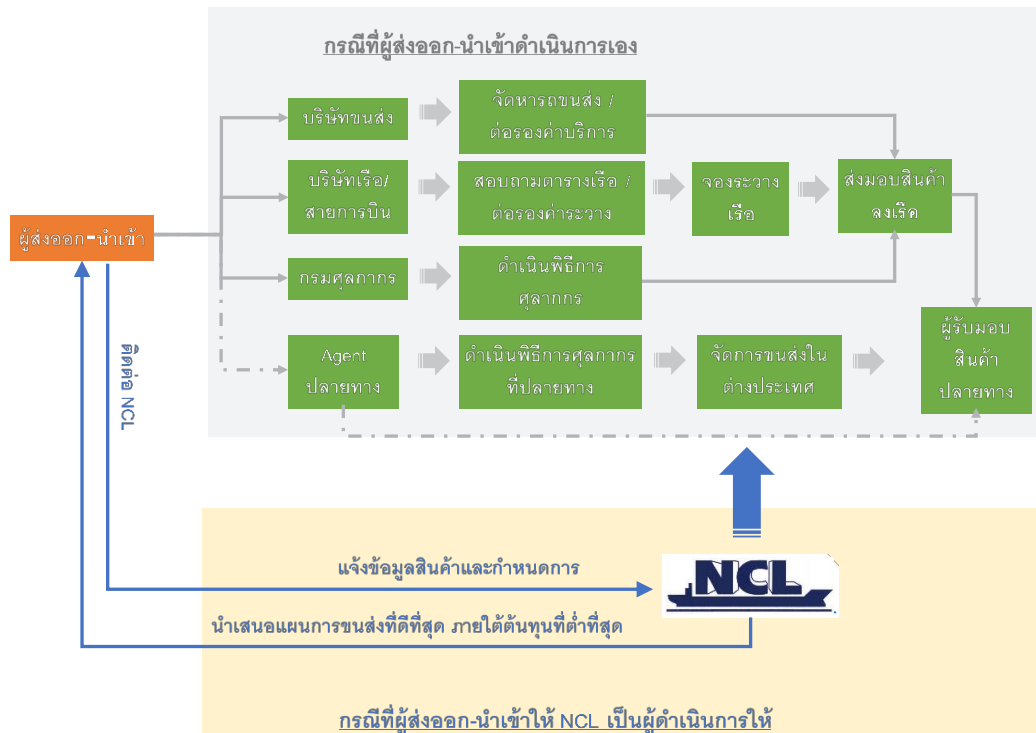 กรณีที่ผู้ส่งออก-นำเข้าดำเนินการเอง
บริษัทขนส่ง
จัดหารถขนส่ง /
ต่อรองค่าบริการ
บริษัทเรือ/
สายการบิน
สอบถามตารางเรือ /
ต่อรองค่าระวาง
จองระวาง
เรือ
ส่งมอบสินค้า
ลงเรือ
ผู้ส่งออก-นำเข้า
กรมศุลกากร
ดำเนินพิธีการ
ศุลากกร
Agent
ปลายทาง
ดำเนินพิธีการศุลกากร
ที่ปลายทาง
จัดการขนส่งใน
ต่างประเทศ
ผู้รับมอบ
สินค้า
ปลายทาง
ติดต่อ NCL
แจ้งข้อมูลสินค้าและกำหนดการ
NCL
นำเสนอแผนการขนส่งที่ดีที่สุด ภายใต้ต้นทุนที่ต่ำที่สุด
กรณีที่ผู้ส่งออก-นำเข้าให้ NCL เป็นผู้ดำเนินการให้